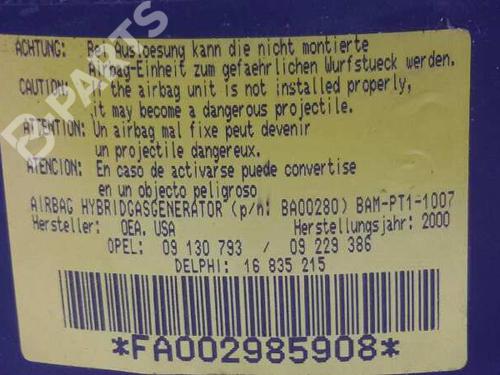 ACHTUNG: Bei Ausloesung kann die nicht montierte
Airbag-Einheit zum gefaehrlichen Wurfstueck werden.
CAUTION: If the airbag unit is not installed properly,
it may become a dangerous projectile.
ATTENTION: Un airbag mal fixe peut devenir
un projectile dangereux.
ATENCION: En caso de activarse puede convertise
en un objecto peligroso
AIRBAG HYBRIDGASGENERATOR (p/n: BA00280) BAM-PT1-1007
Hersteller: OEA, USA Herstellungsjahr: 2000
OPEL: 09 130 793 / 09 229 386
DELPHI: 16 835 215
*FA002985908*
B-PARTS